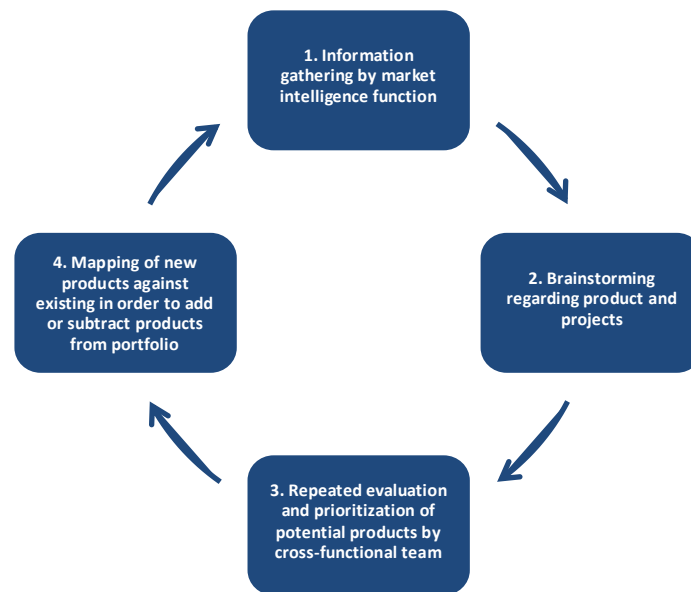 1. Information
gathering by market
intelligence function
2. Brainstorming
regarding product and
projects
3. Repeated evaluation
and prioritization of
potential products by
cross-functional team
4. Mapping of new
products against
existing in order to add
or subtract products
from portfolio